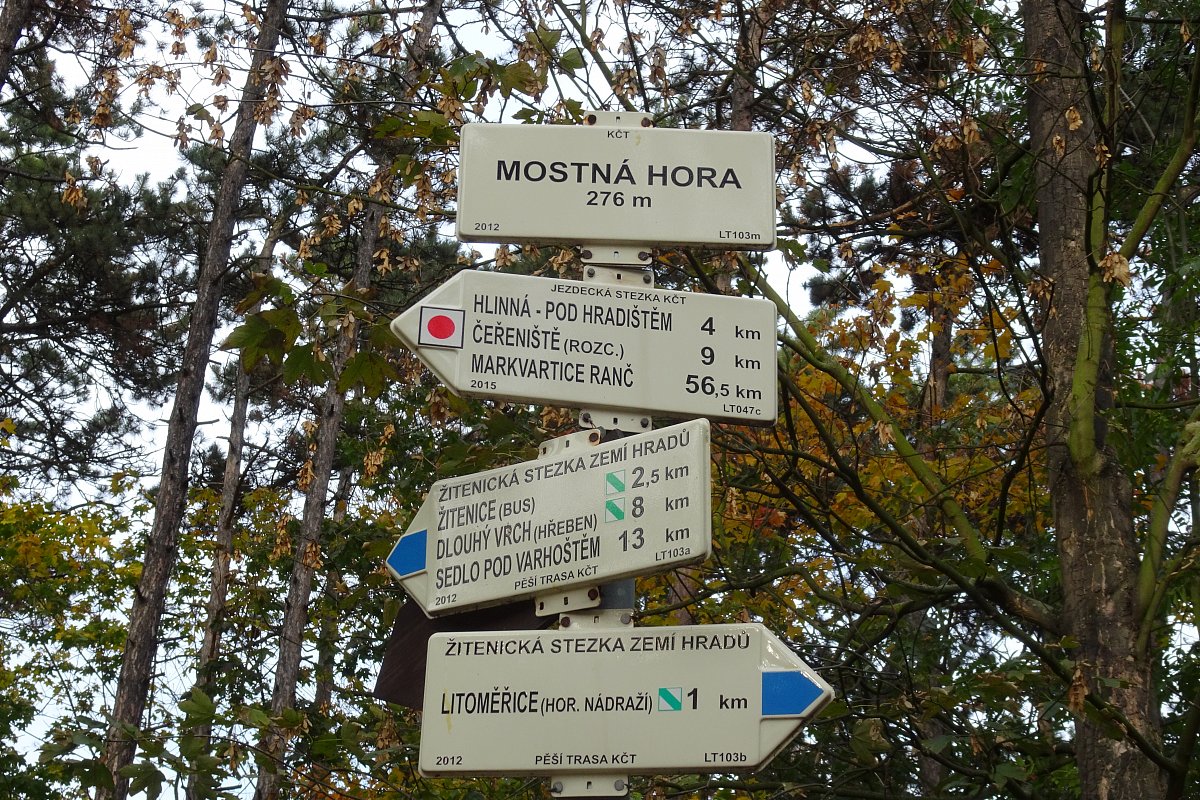 KČT
MOSTNÁ HORA
276 m
2012 LT103m
JEZDECKÁ STEZKA KČT
HLINNÁ - POD HRADIŠTĚM 4 km
ČEŘENIŠTĚ (ROZC.) 9 km
MARKVARTICE RANČ 56,5 km
2015 LT047c
ŽITENICKÁ STEZKA ZEMÍ HRADŮ
ŽITENICE (BUS) 2,5 km
DLOUHÝ VRCH (HŘEBEN) 8 km
SEDLO POD VARHOŠTĚM 13 km
2012 PĚŠÍ TRASA KČT LT103a
ŽITENICKÁ STEZKA ZEMÍ HRADŮ
LITOMĚŘICE (HOR. NÁDRAŽÍ) 1 km
2012 PĚŠÍ TRASA KČT LT103b